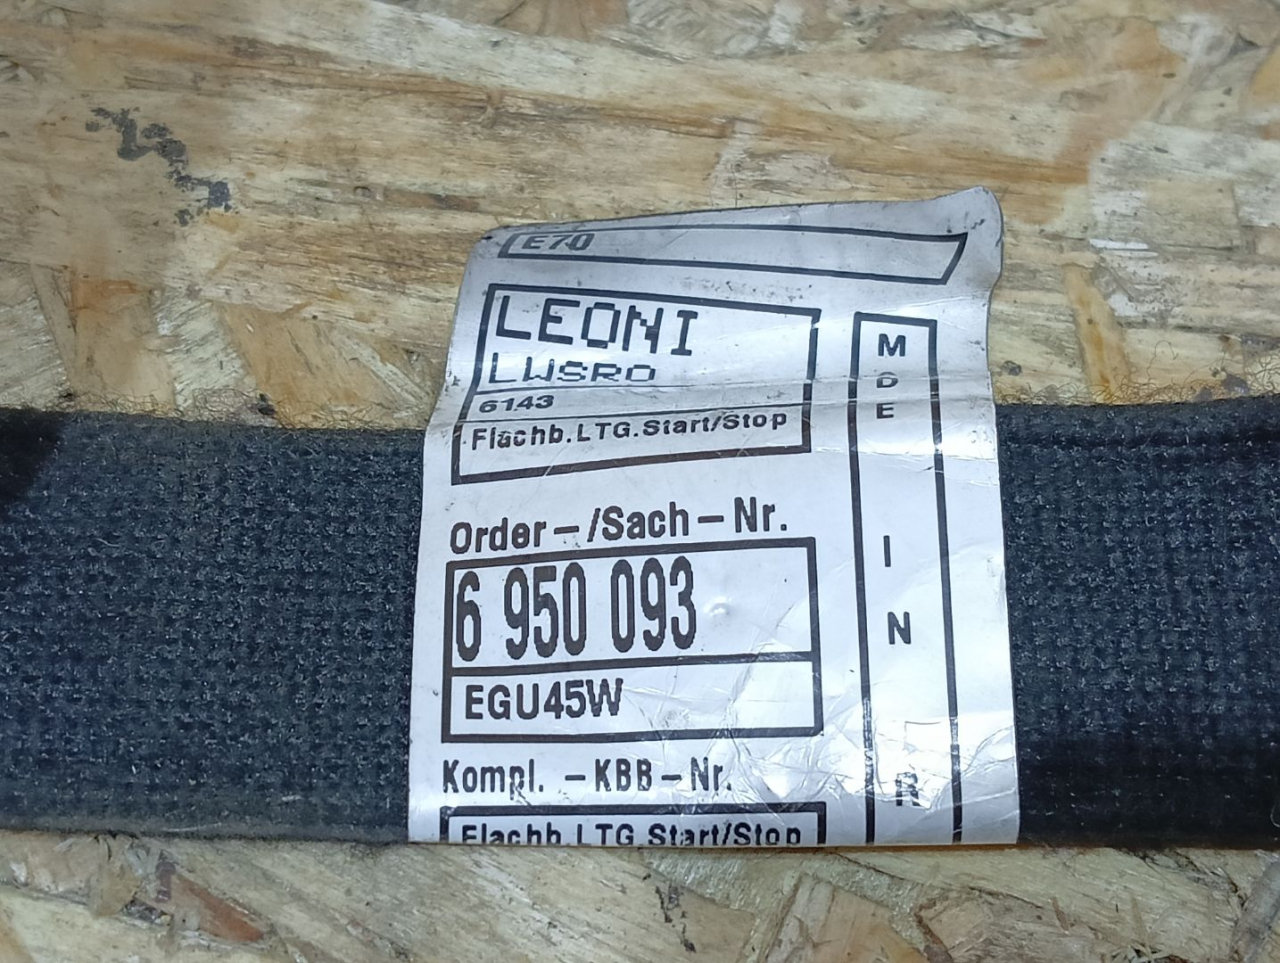 E70
LEONI
LWSRO
6143
Flachb.LTG.Start/Stop
Order-/Sach-Nr.
6 950 093
EGU45W
Kompl. -KBB-Nr.
Flachb.LTG.Start/Stop
M
D
E
I
N
R